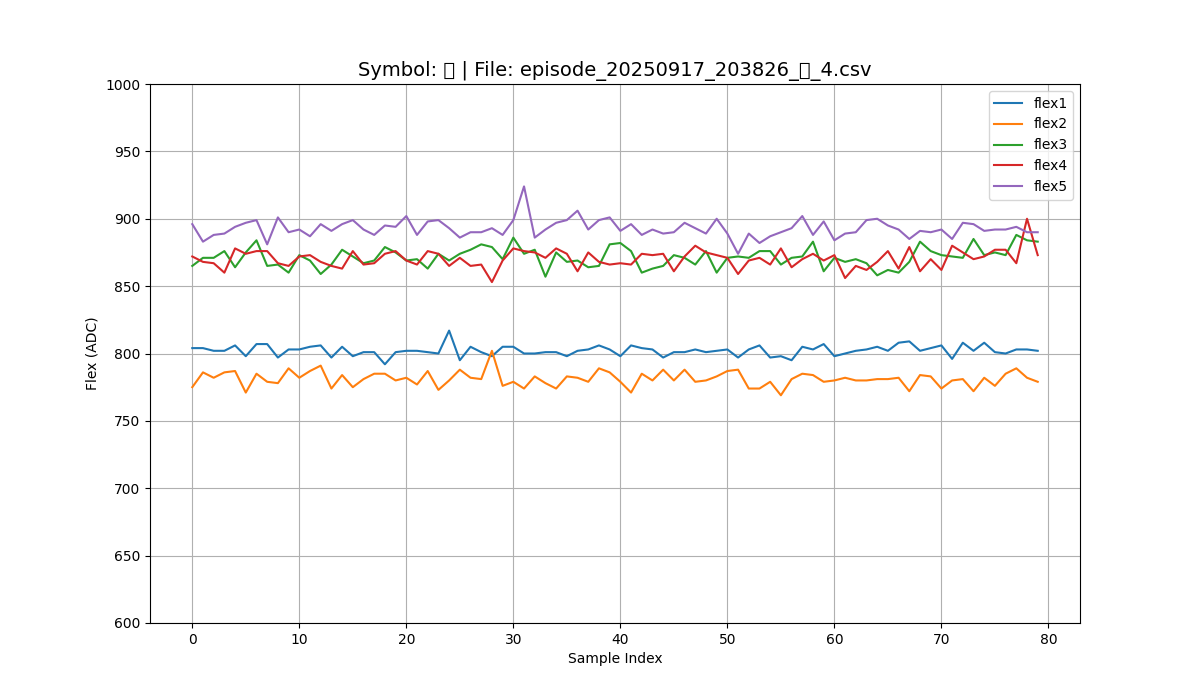 Symbol: | File: episode_20250917_203826_ _4.csv
1000
950
900
850
800
750
700
650
600
Flex (ADC)
0 10 20 30 40 50 60 70 80
Sample Index
flex1
flex2
flex3
flex4
flex5